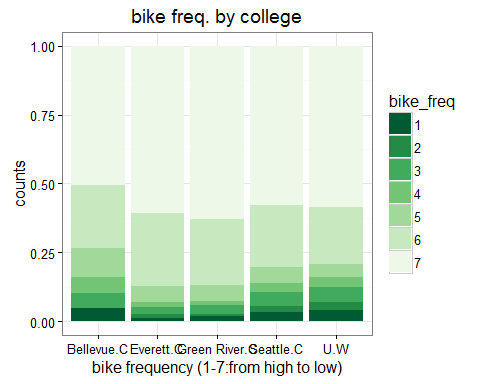 bike freq. by college
counts
1.00
0.75
0.50
0.25
0.00
Bellevue.C Everett.C Green River.C Seattle.C U.W
bike frequency (1-7:from high to low)
bike_freq
1
2
3
4
5
6
7